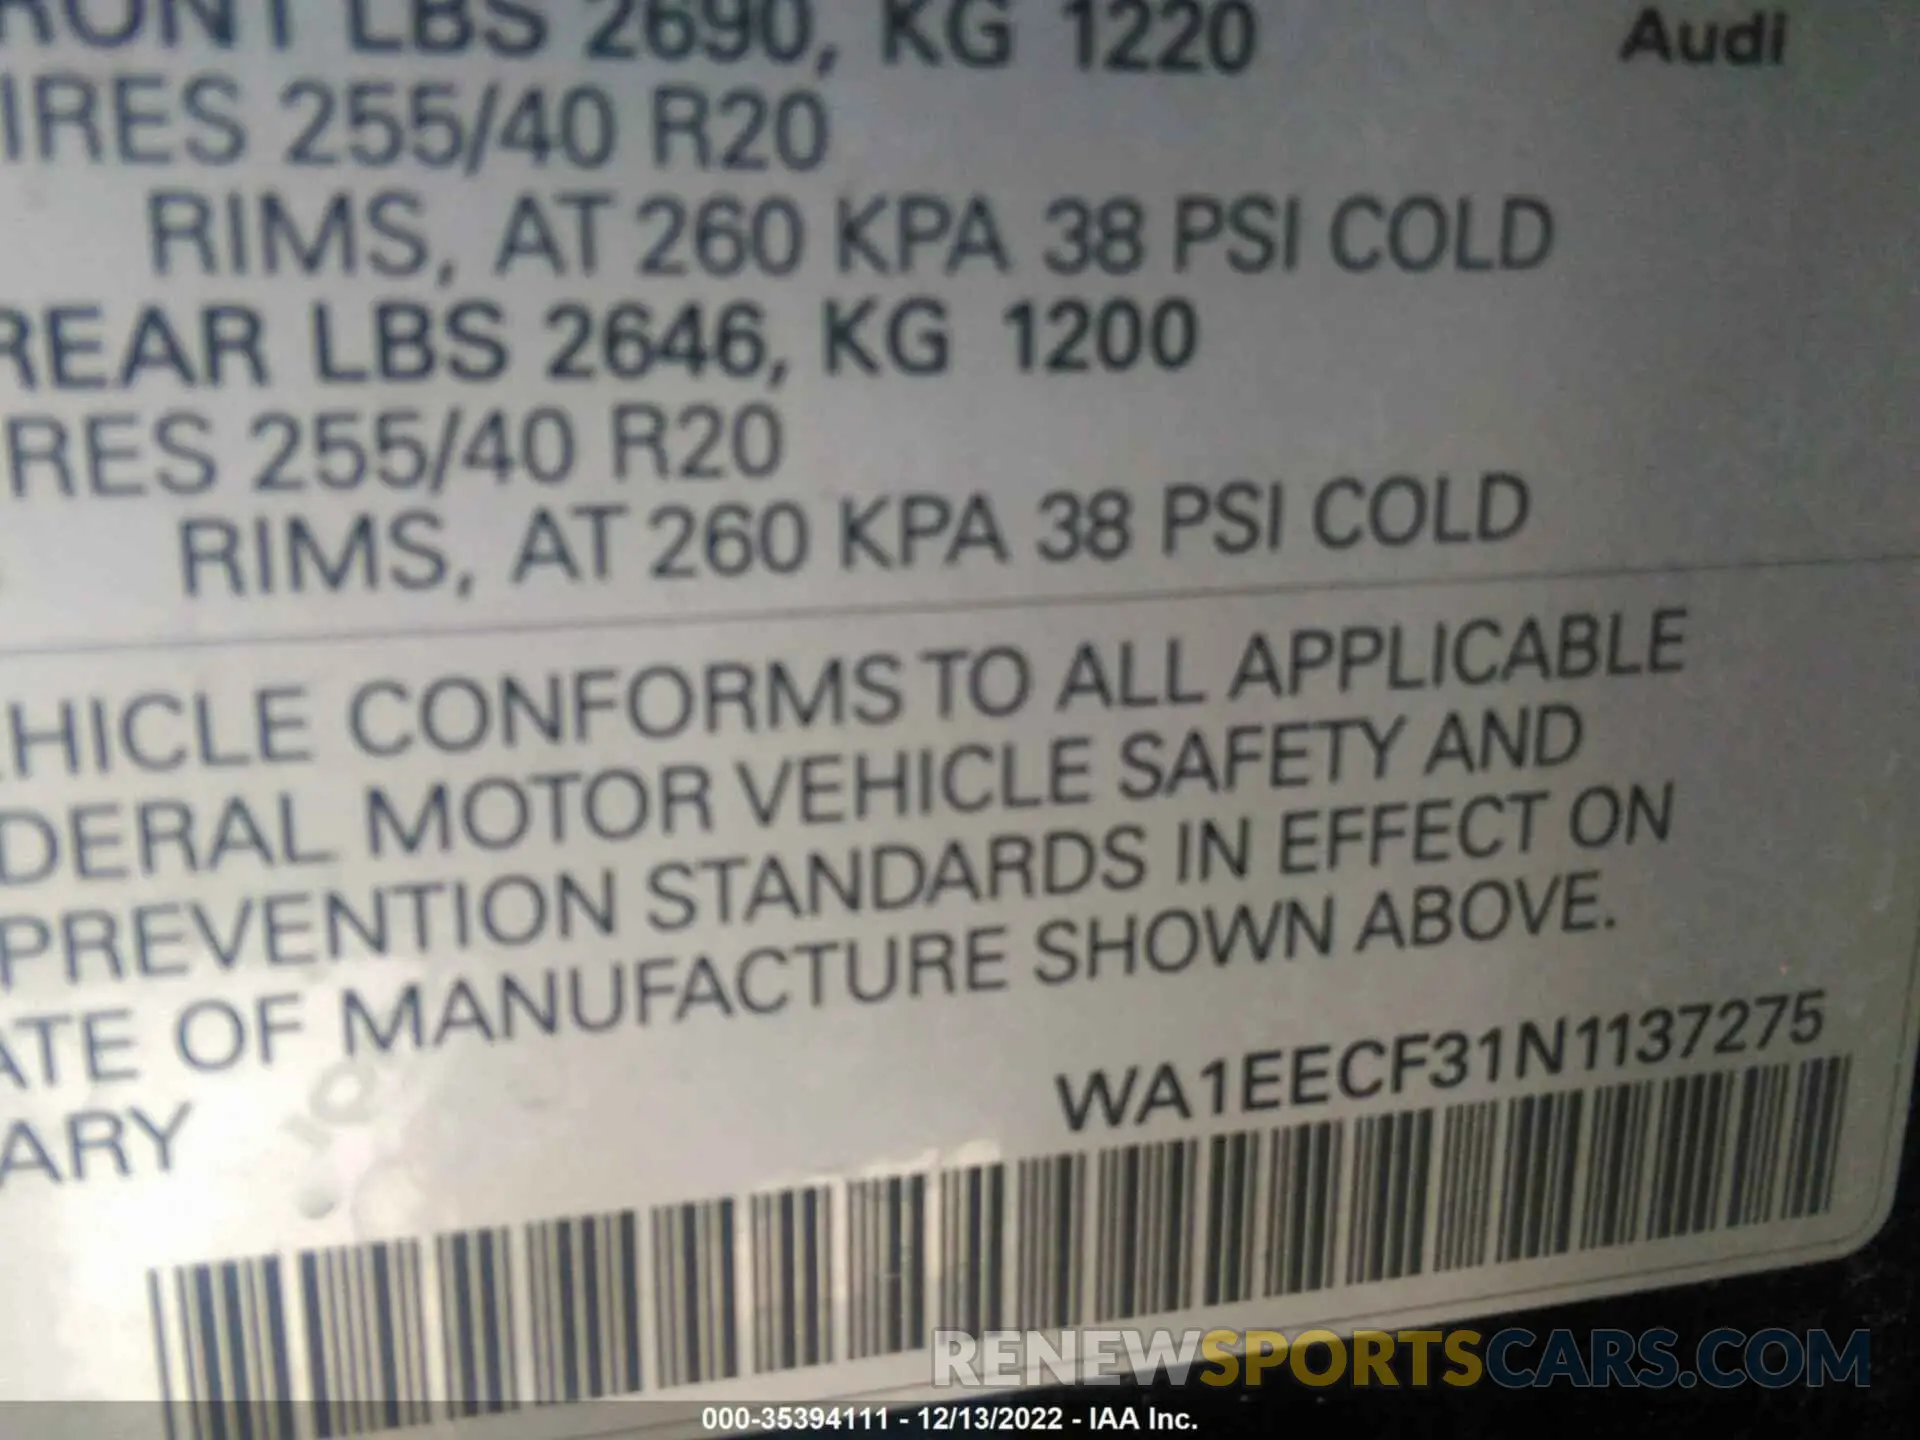 RONT LBS 2690, KG 1220
Audi
IRES 255/40 R20
RIMS, AT 260 KPA 38 PSI COLD
REAR LBS 2646, KG 1200
RES 255/40 R20
RIMS, AT 260 KPA 38 PSI COLD
HICLE CONFORMS TO ALL APPLICABLE
DERAL MOTOR VEHICLE SAFETY AND
PREVENTION STANDARDS IN EFFECT ON
ATE OF MANUFACTURE SHOWN ABOVE.
WA1EECF31N1137275
ARY
RENEWSPORTSCARS.COM
000-35394111 - 12/13/2022 - IAA Inc.